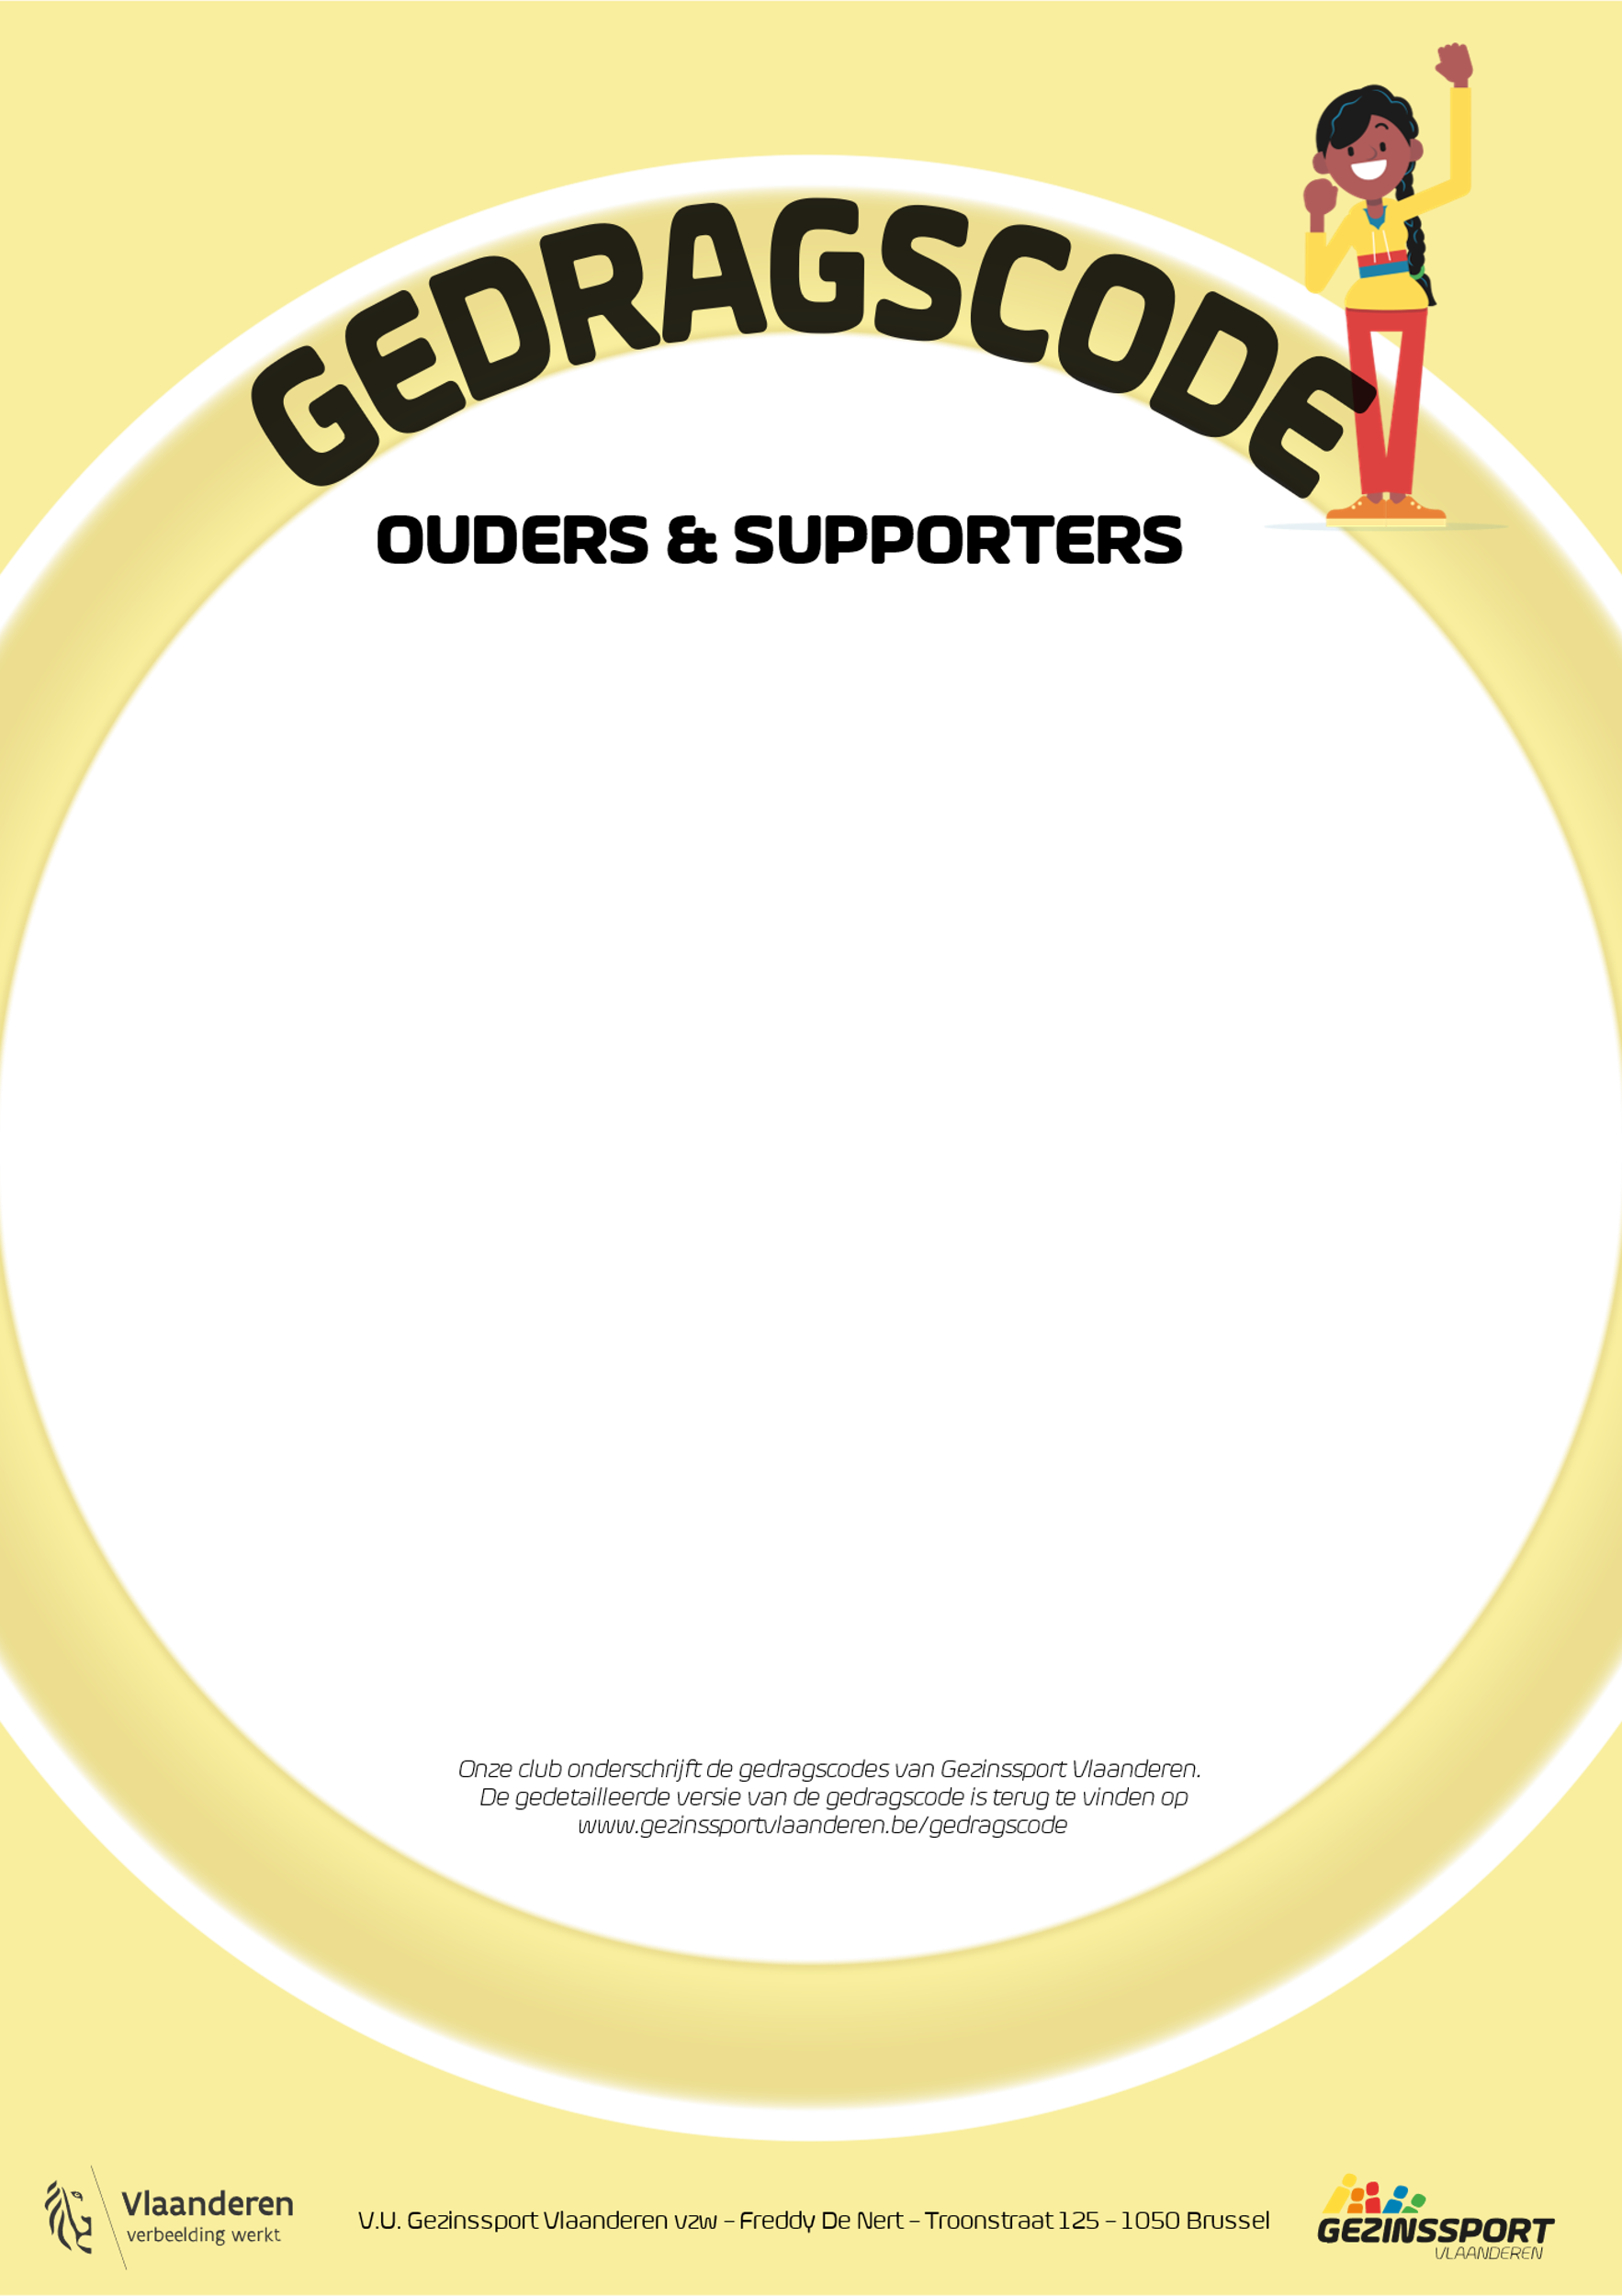 GEDRAGSCODE
OUDERS & SUPPORTERS
Onze club onderschrijft de gedragscodes van Gezinssport Vlaanderen.
De gedetailleerde versie van de gedragscode is terug te vinden op
www.gezinssportvlaanderen.be/gedragscode
Vlaanderen
verbeelding werkt
V.U. Gezinssport Vlaanderen vzw – Freddy De Nert – Troonstraat 125 – 1050 Brussel
GEZINSSPORT
VLAANDEREN